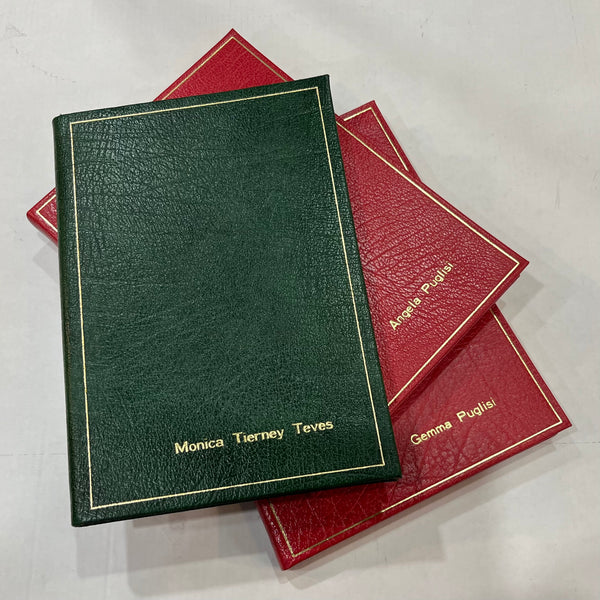 Monica Tierney Teves
Angela Puglisi
Gemma Puglisi